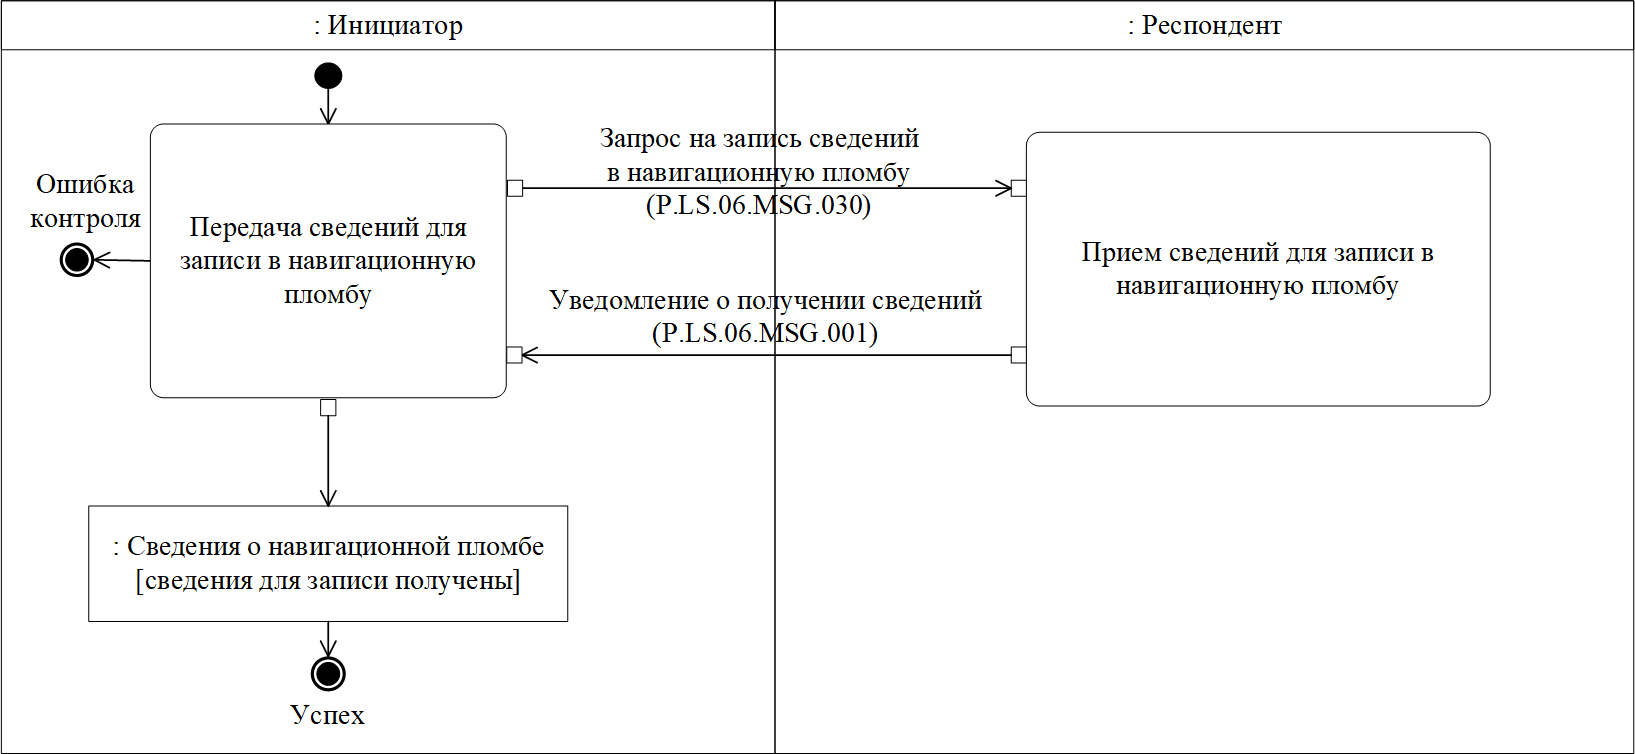 : Инициатор
: Респондент
Запрос на запись сведений
в навигационную пломбу
(P.LS.06.MSG.030)
Ошибка
контроля
Передача сведений для
записи в навигационную
пломбу
Прием сведений для записи в
навигационную пломбу
Уведомление о получении сведений
(P.LS.06.MSG.001)
: Сведения о навигационной пломбе
[сведения для записи получены]
Успех